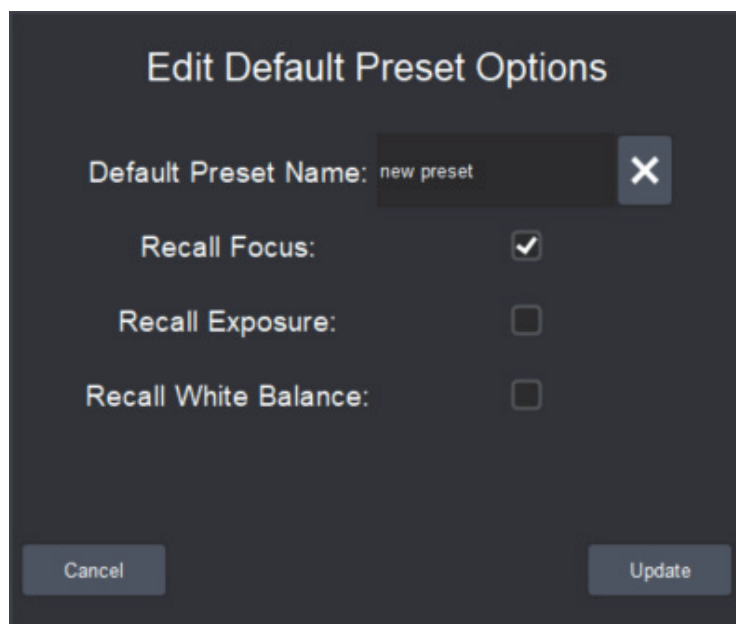 Edit Default Preset Options
Default Preset Name: new preset
Recall Focus:
Recall Exposure:
Recall White Balance:
Cancel Update